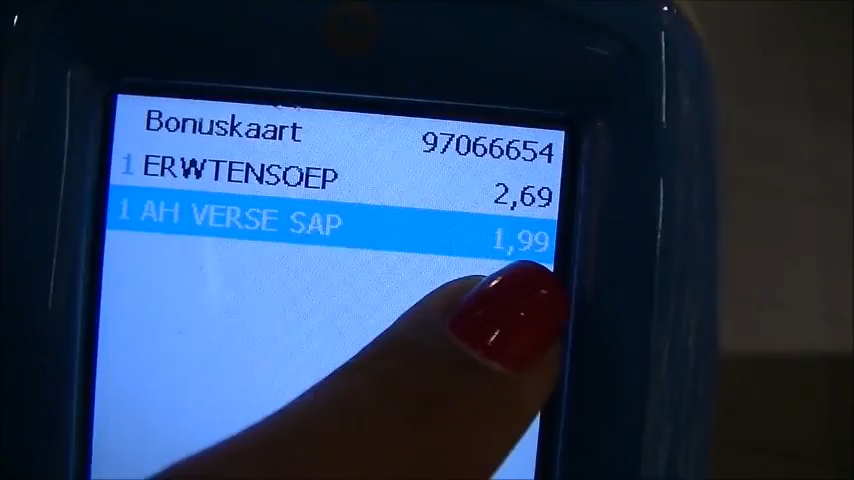 Bonuskaart 97066654
1 ERWTENSOEP 2,69
1 AH VERSE SAP 1,99